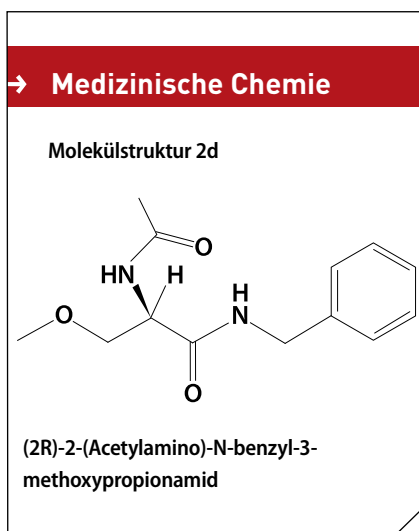 → Medizinische Chemie
Molekülstruktur 2d
O
HN H
H
O N
O
(2R)-2-(Acetylamino)-N-benzyl-3-
methoxypropionamid